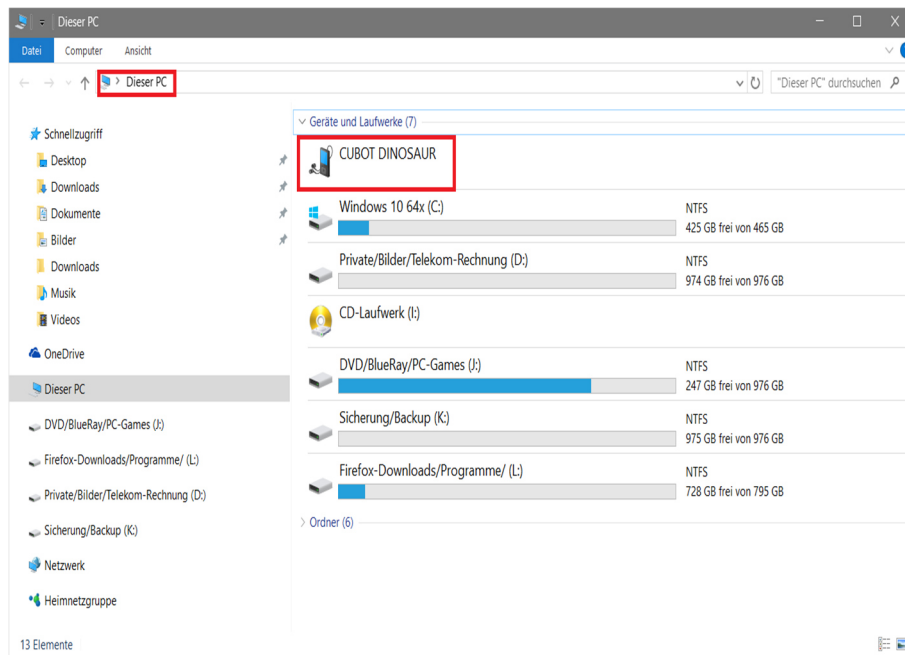 Dieser PC
Datei Computer Ansicht
Dieser PC
"Dieser PC" durchsuchen
Schnellzugriff
Desktop
Downloads
Dokumente
Bilder
Downloads
Musik
Videos
OneDrive
Dieser PC
DVD/BlueRay/PC-Games (J:)
Firefox-Downloads/Programme/ (L:)
Private/Bilder/Telekom-Rechnung (D:)
Sicherung/Backup (K:)
Netzwerk
Heimnetzgruppe
Geräte und Laufwerke (7)
CUBOT DINOSAUR
Windows 10 64x (C:)
NTFS
425 GB frei von 465 GB
Private/Bilder/Telekom-Rechnung (D:)
NTFS
974 GB frei von 976 GB
CD-Laufwerk (I:)
DVD/BlueRay/PC-Games (J:)
NTFS
247 GB frei von 976 GB
Sicherung/Backup (K:)
NTFS
975 GB frei von 976 GB
Firefox-Downloads/Programme/ (L:)
NTFS
728 GB frei von 795 GB
Ordner (6)
13 Elemente